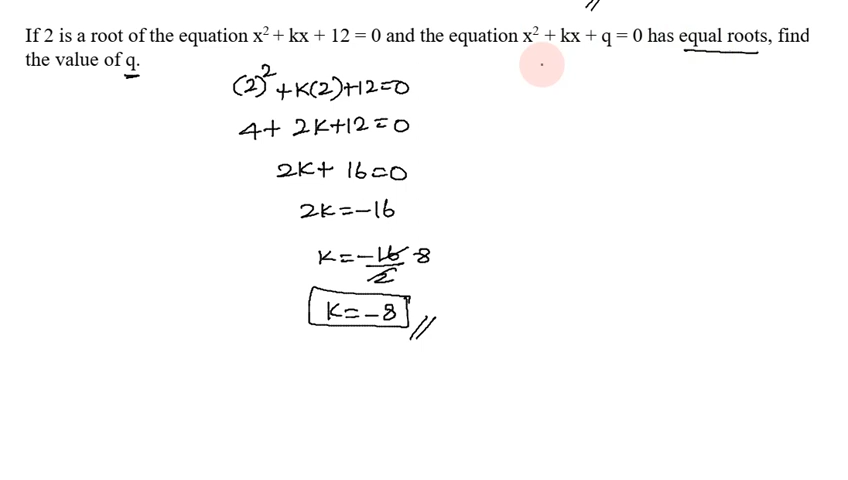 If 2 is a root of the equation x² + kx + 12 = 0 and the equation x² + kx + q = 0 has equal roots, find
the value of q.
(2)² + K(2)+12=0
4+ 2K+12=0
2K+ 16=0
2K=-16
K=-16/2 -8
K=-8